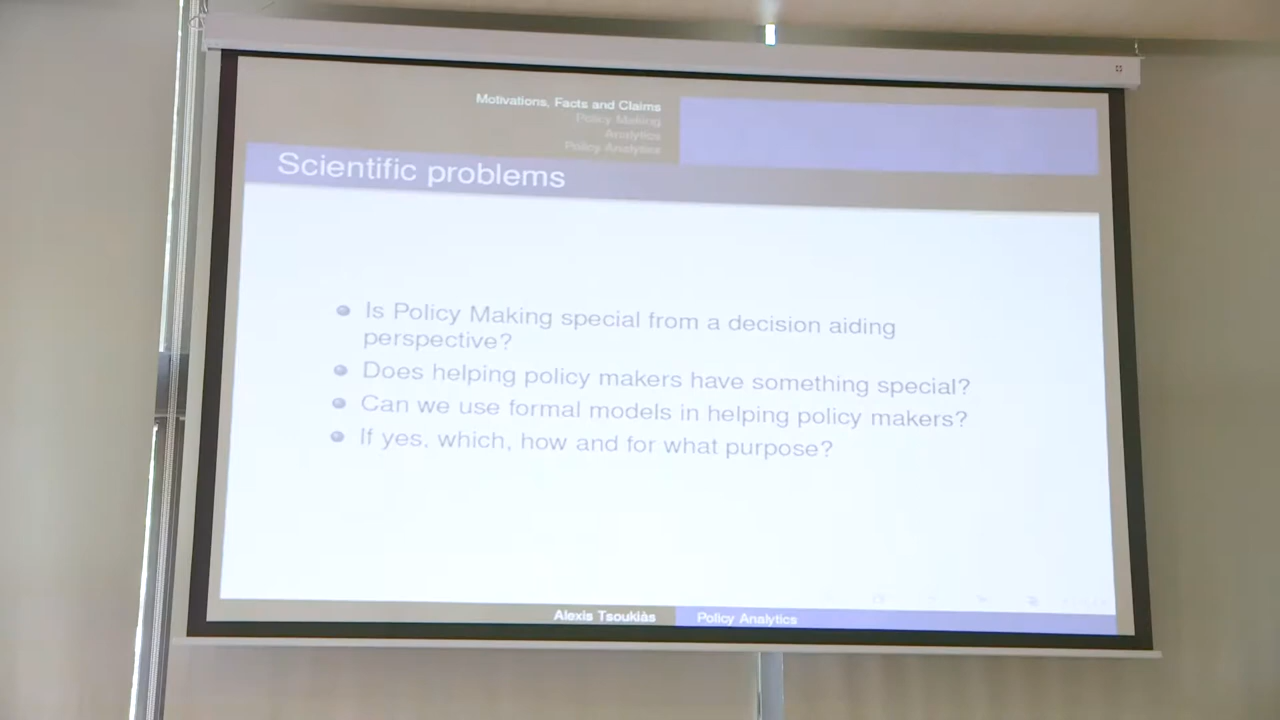 Motivations, Facts and Claims
Policy Making
Analytics
Policy Analytics
Scientific problems
Is Policy Making special from a decision aiding
perspective?
Does helping policy makers have something special?
Can we use formal models in helping policy makers?
If yes, which, how and for what purpose?
Alexis Tsoukiàs
Policy Analytics